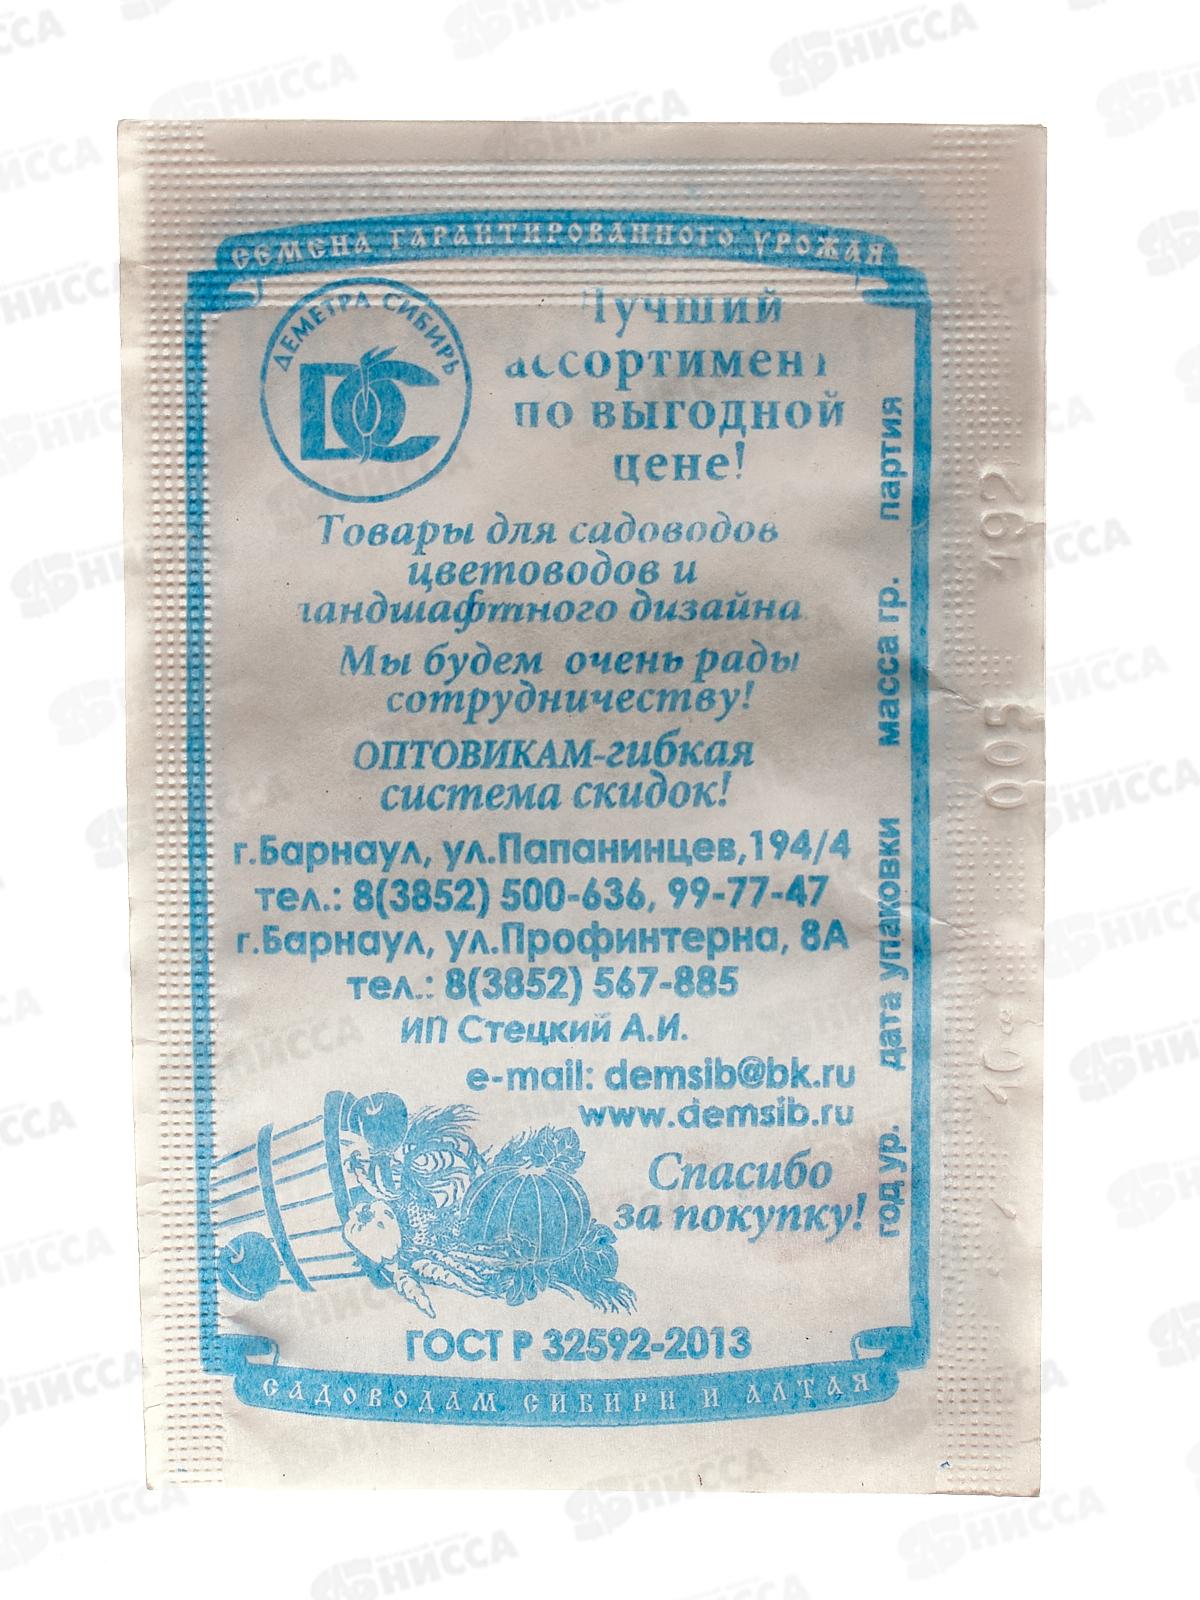 СЕМЕНА ГАРАНТИРОВАННОГО УРОЖАЯ
ДЕМЕТРА СИБИРЬ
DC
Лучший
ассортимент
по выгодной
цене!
Товары для садоводов
цветоводов и
ландшафтного дизайна
Мы будем очень рады
сотрудничеству!
ОПТОВИКАМ-гибкая
система скидок!
г.Барнаул, ул.Папанинцев,194/4
тел.: 8(3852) 500-636, 99-77-47
г.Барнаул, ул.Профинтерна, 8А
тел.: 8(3852) 567-885
ИП Стецкий А.И.
e-mail: demsib@bk.ru
www.demsib.ru
Спасибо
за покупку!
ГОСТ Р 32592-2013
САДОВОДАМ СИБИРИ И АЛТАЯ
год ур. дата упаковки масса гр. партия
005 192
НИССА